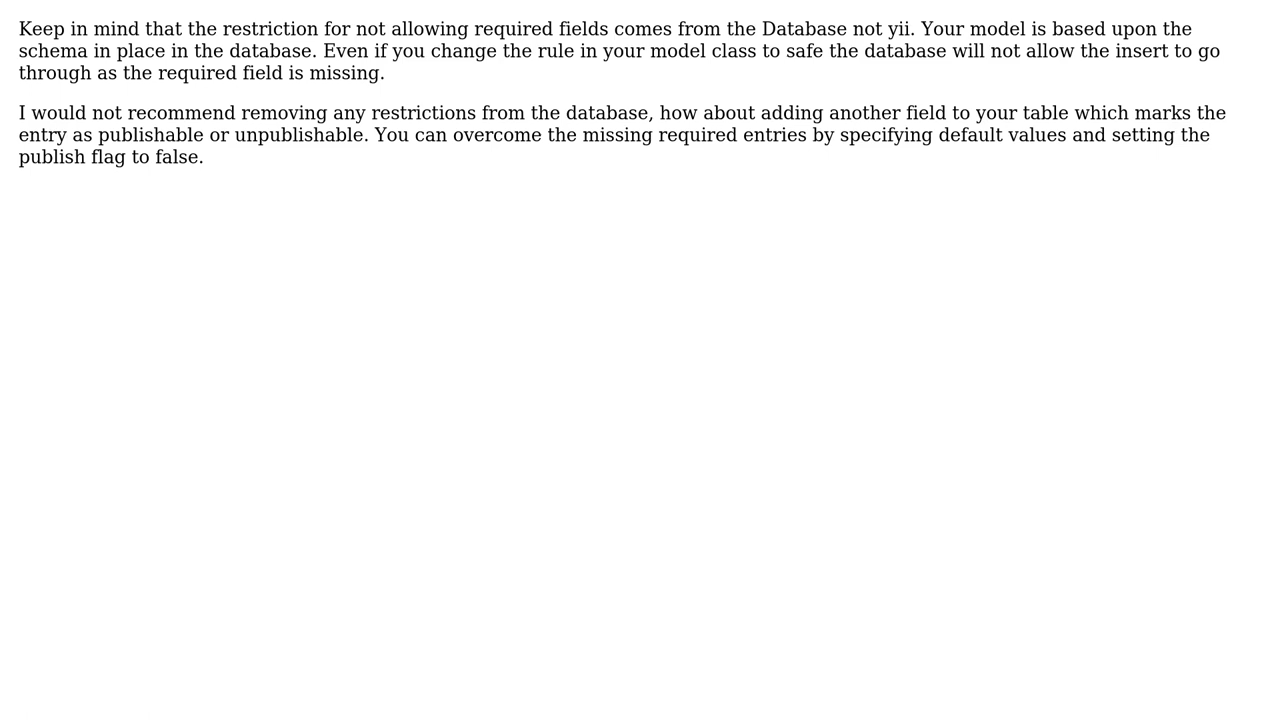 Keep in mind that the restriction for not allowing required fields comes from the Database not yii. Your model is based upon the
schema in place in the database. Even if you change the rule in your model class to safe the database will not allow the insert to go
through as the required field is missing.
I would not recommend removing any restrictions from the database, how about adding another field to your table which marks the
entry as publishable or unpublishable. You can overcome the missing required entries by specifying default values and setting the
publish flag to false.